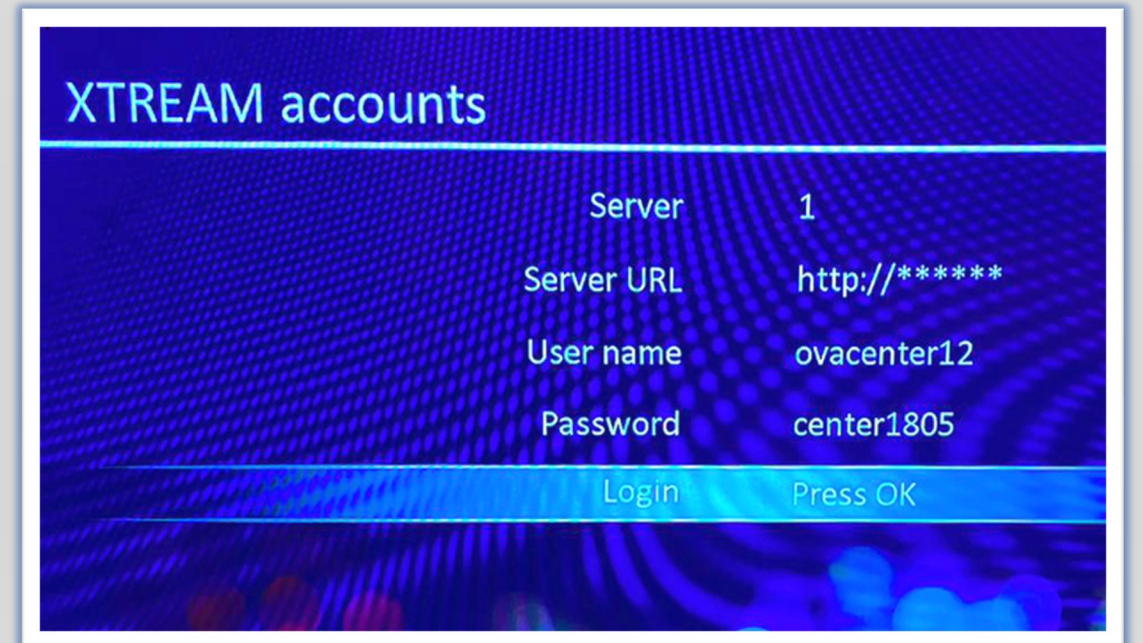 XTREAM accounts
Server 1
Server URL http://******
User name ovacenter12
Password center1805
Login Press OK